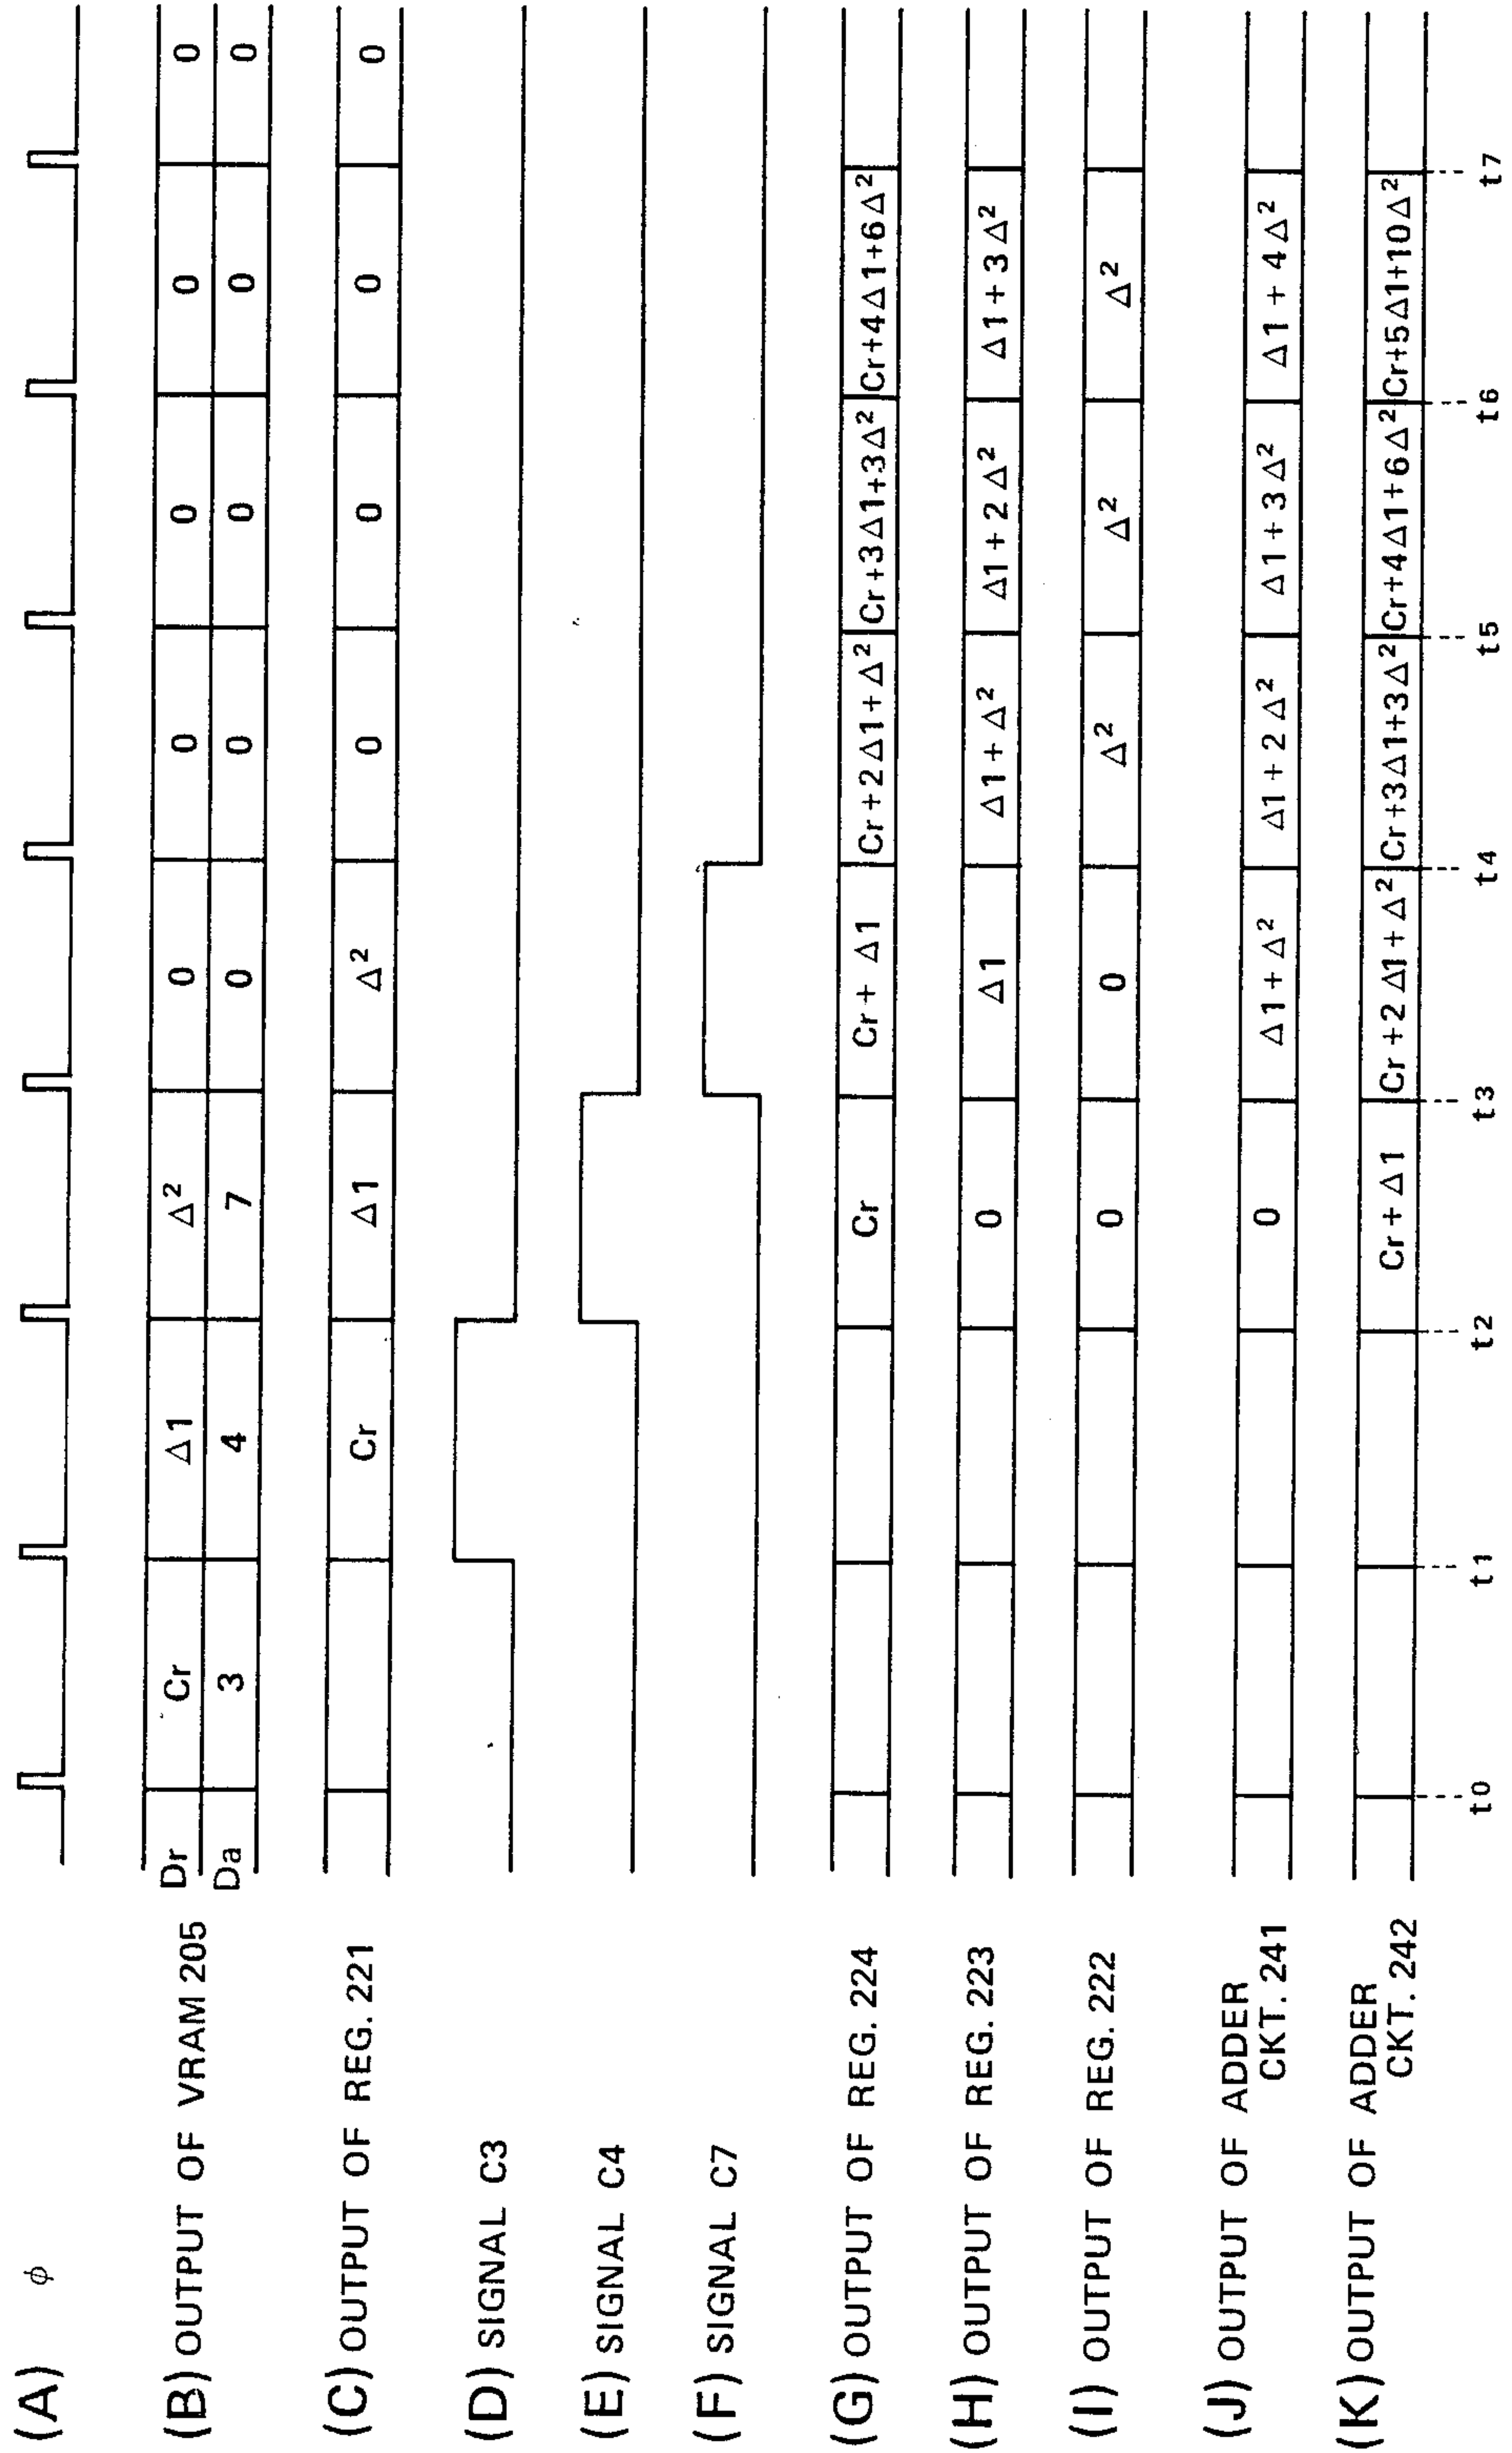 (A) φ
(B) OUTPUT OF VRAM 205
Dr Cr Δ1 Δ² 0 0 0 0 0
Da 3 4 7 0 0 0 0 0
(C) OUTPUT OF REG. 221 Cr Δ1 Δ² 0 0 0 0
(D) SIGNAL C3
(E) SIGNAL C4
(F) SIGNAL C7
(G) OUTPUT OF REG. 224 Cr Cr + Δ1 Cr+2Δ1+Δ² Cr+3Δ1+3Δ² Cr+4Δ1+6Δ²
(H) OUTPUT OF REG. 223 0 Δ1 Δ1+Δ² Δ1+2Δ² Δ1+3Δ²
(I) OUTPUT OF REG. 222 0 0 Δ² Δ² Δ²
(J) OUTPUT OF ADDER
CKT. 241 0 Δ1+Δ² Δ1+2Δ² Δ1+3Δ² Δ1+4Δ²
(K) OUTPUT OF ADDER
CKT. 242 Cr+Δ1 Cr+2Δ1+Δ² Cr+3Δ1+3Δ² Cr+4Δ1+6Δ² Cr+5Δ1+10Δ²
t0 t1 t2 t3 t4 t5 t6 t7